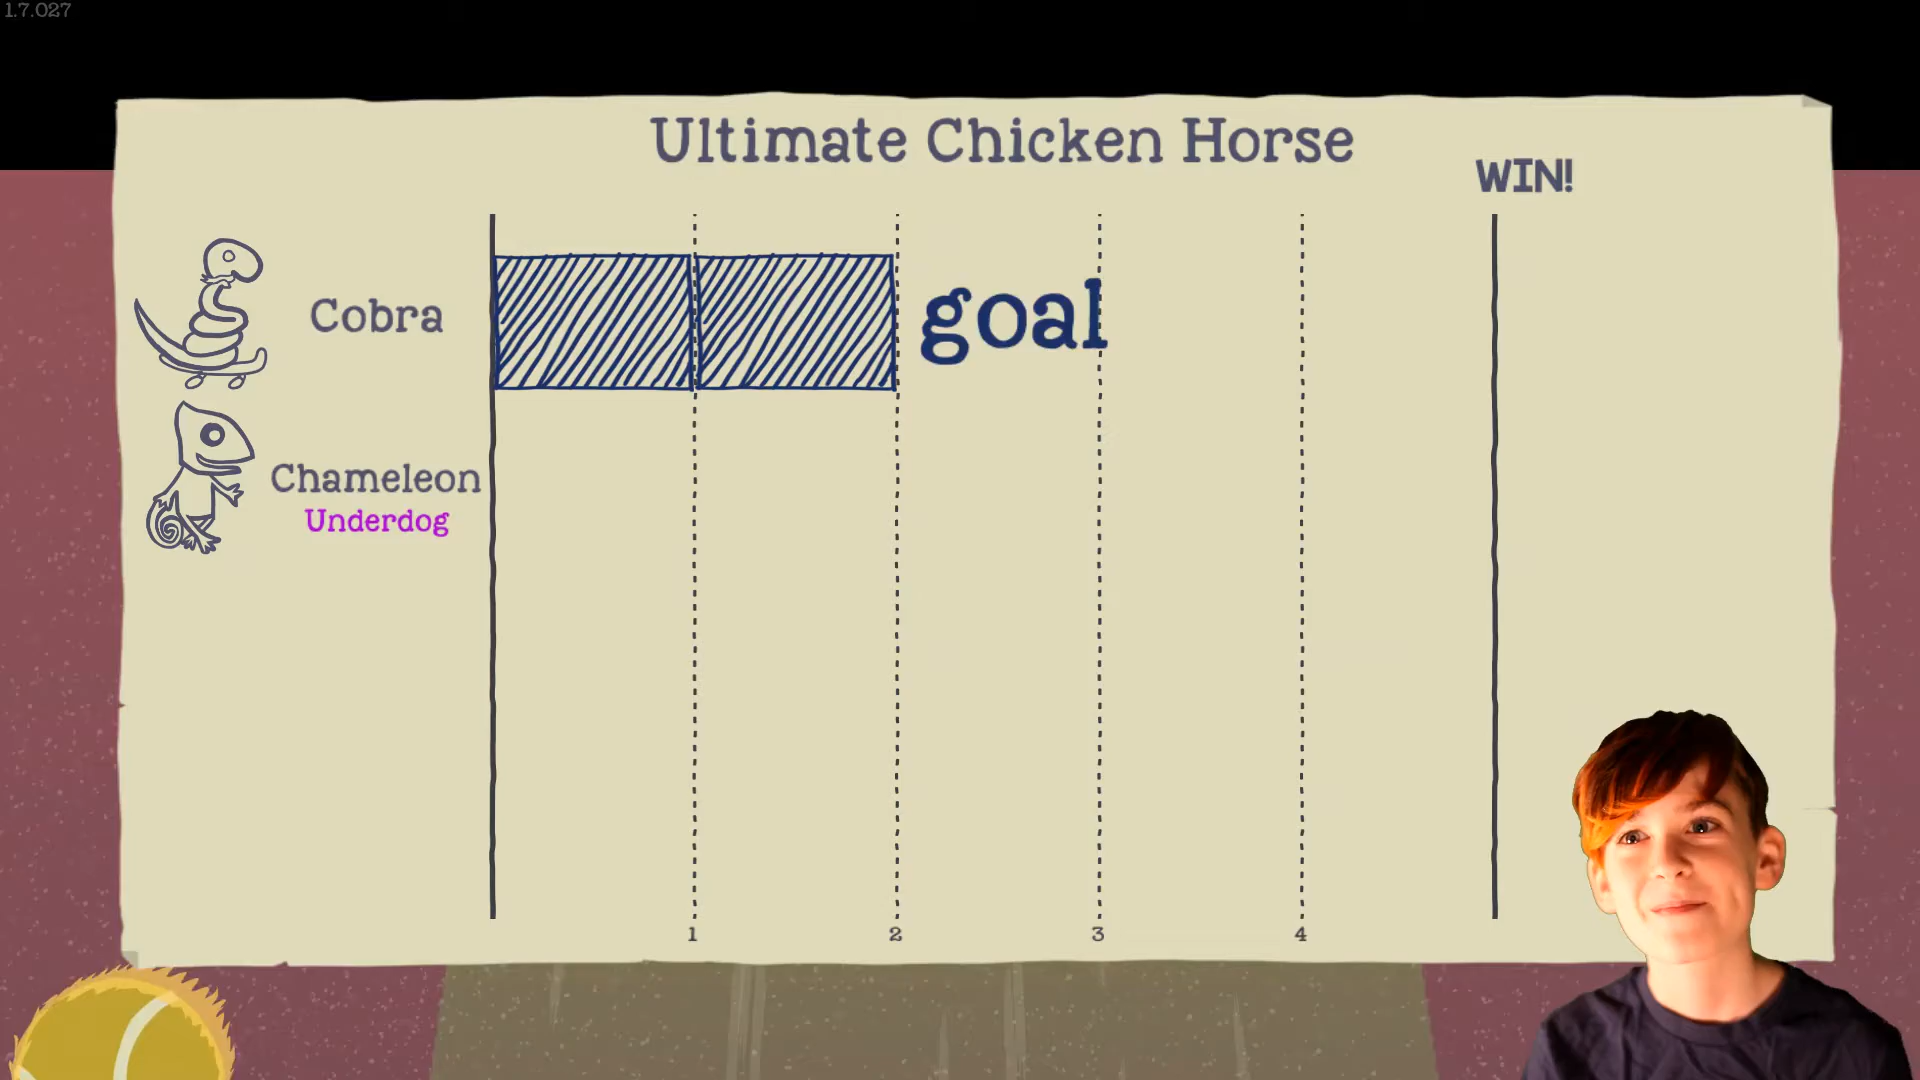 1.7.027
Ultimate Chicken Horse
WIN!
Cobra
goal
Chameleon
Underdog
1 2 3 4